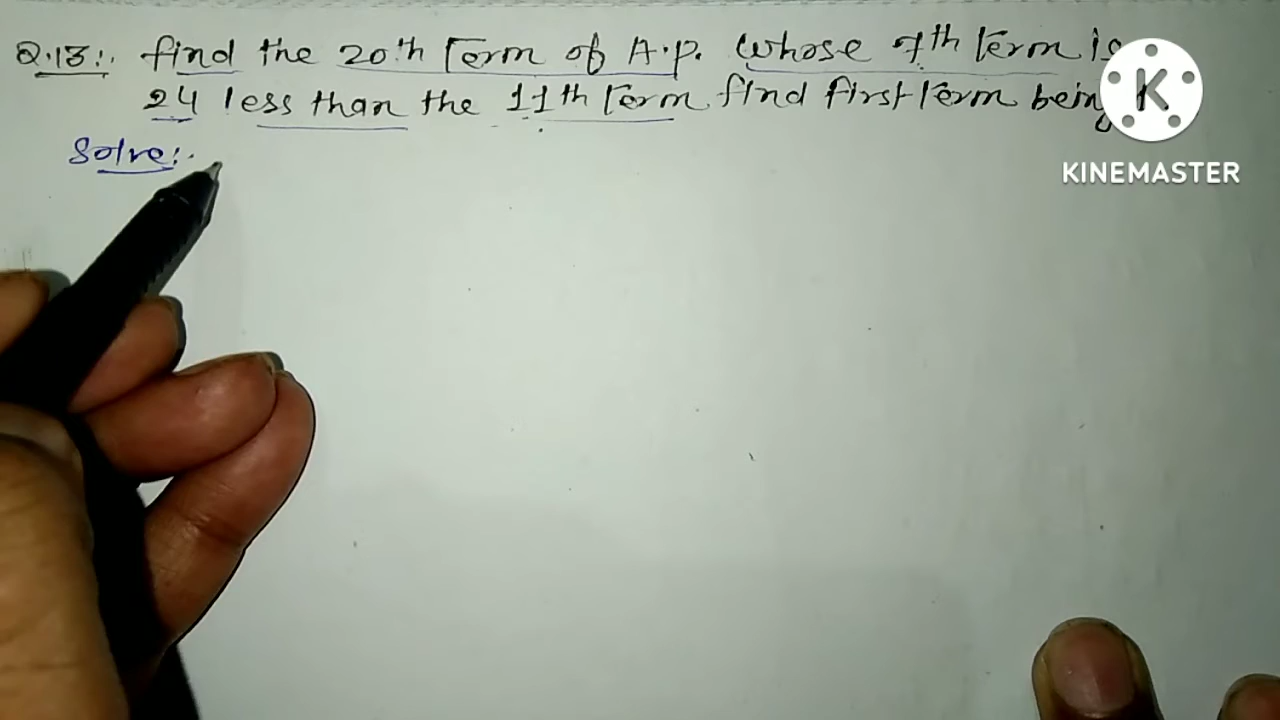 Q.13:. find the 20th Term of A.P. whose 7th Term is
24 less than the 11th Term find first term being
Solve:.
K
KINEMASTER